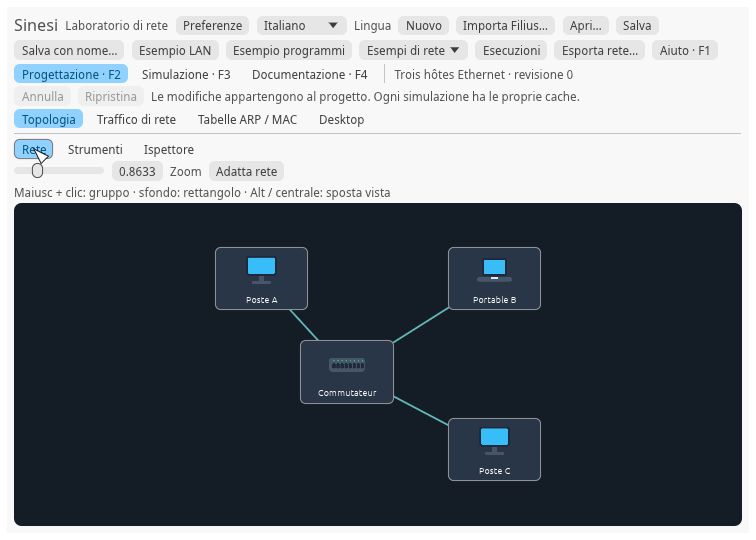 Sinesi Laboratorio di rete Preferenze Italiano Lingua Nuovo Importa Filius... Apri... Salva
Salva con nome... Esempio LAN Esempio programmi Esempi di rete Esecuzioni Esporta rete... Aiuto · F1
Progettazione · F2 Simulazione · F3 Documentazione · F4 Trois hôtes Ethernet · revisione 0
Annulla Ripristina Le modifiche appartengono al progetto. Ogni simulazione ha le proprie cache.
Topologia Traffico di rete Tabelle ARP / MAC Desktop
Rete Strumenti Ispettore
0.8633 Zoom Adatta rete
Maiusc + clic: gruppo · sfondo: rettangolo · Alt / centrale: sposta vista
Poste A
Portable B
Commutateur
Poste C